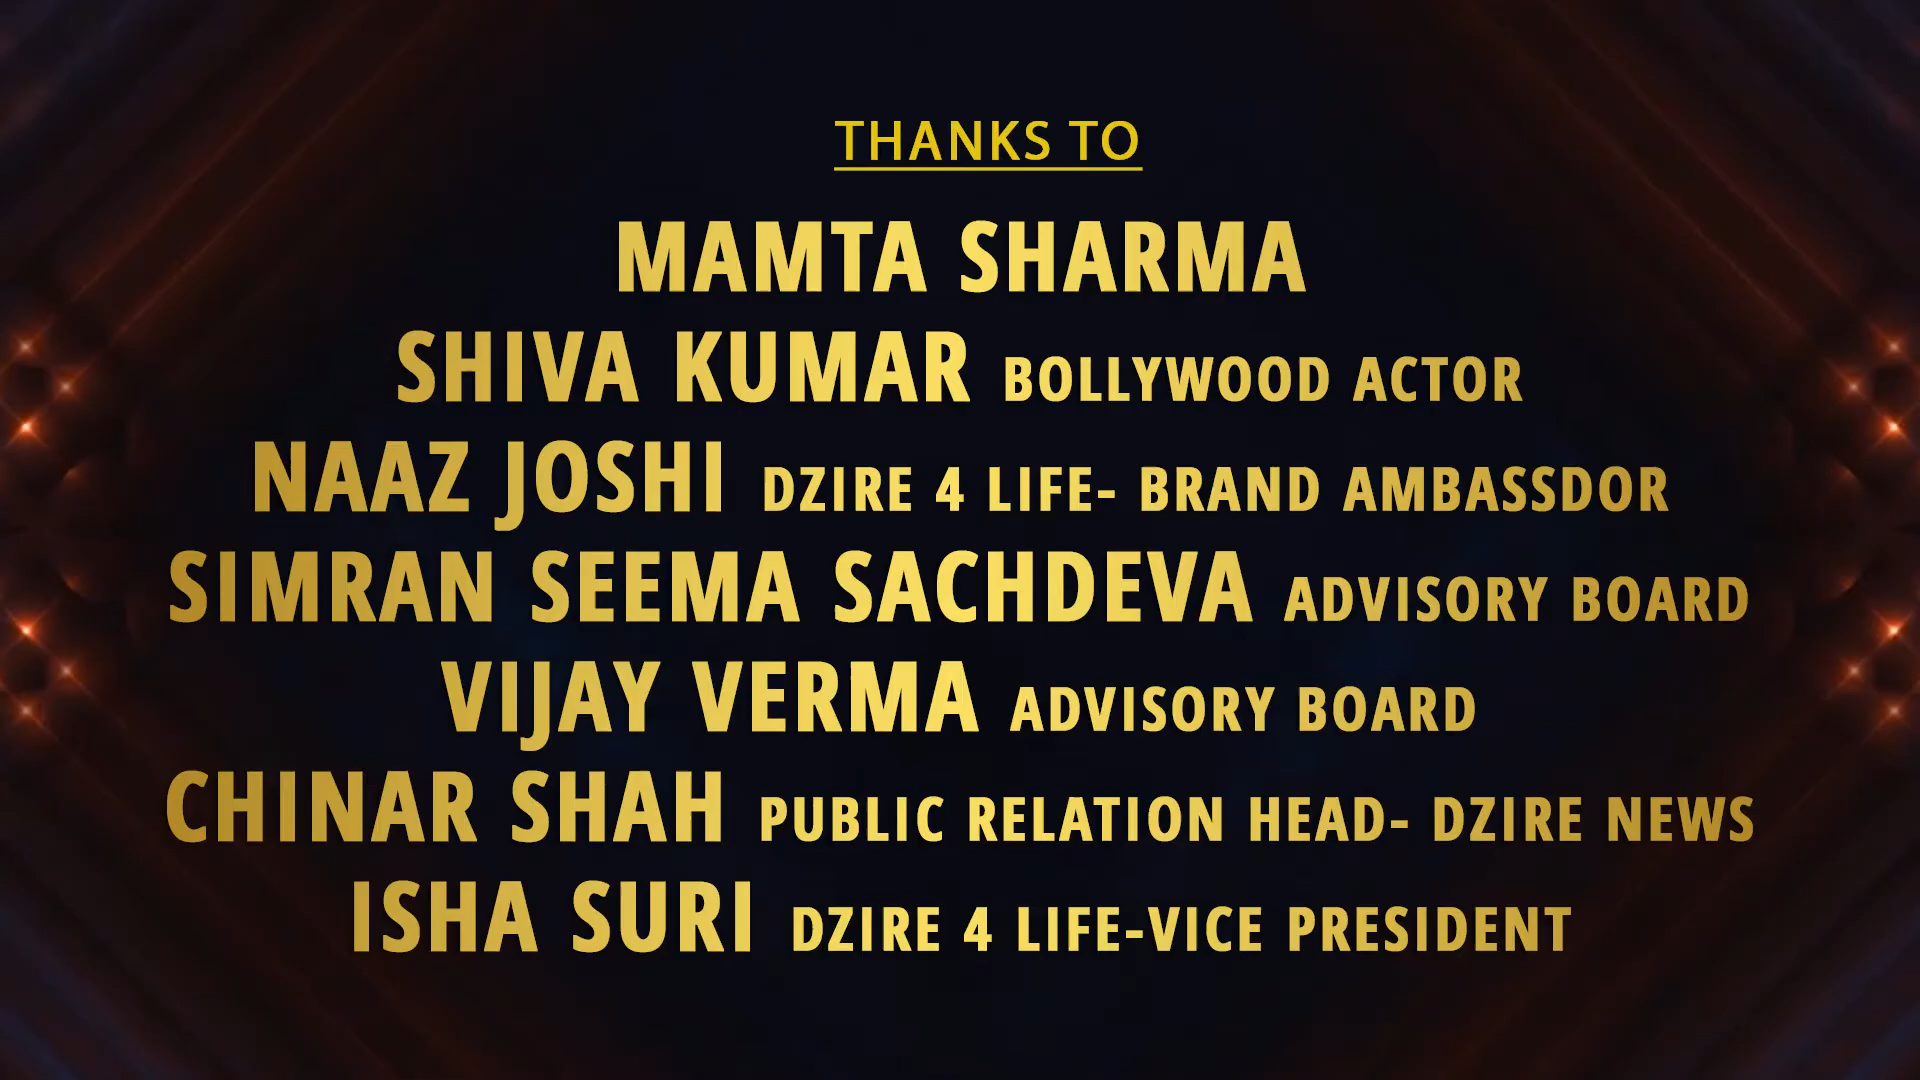 THANKS TO
MAMTA SHARMA
SHIVA KUMAR BOLLYWOOD ACTOR
NAAZ JOSHI DZIRE 4 LIFE- BRAND AMBASSDOR
SIMRAN SEEMA SACHDEVA ADVISORY BOARD
VIJAY VERMA ADVISORY BOARD
CHINAR SHAH PUBLIC RELATION HEAD- DZIRE NEWS
ISHA SURI DZIRE 4 LIFE-VICE PRESIDENT